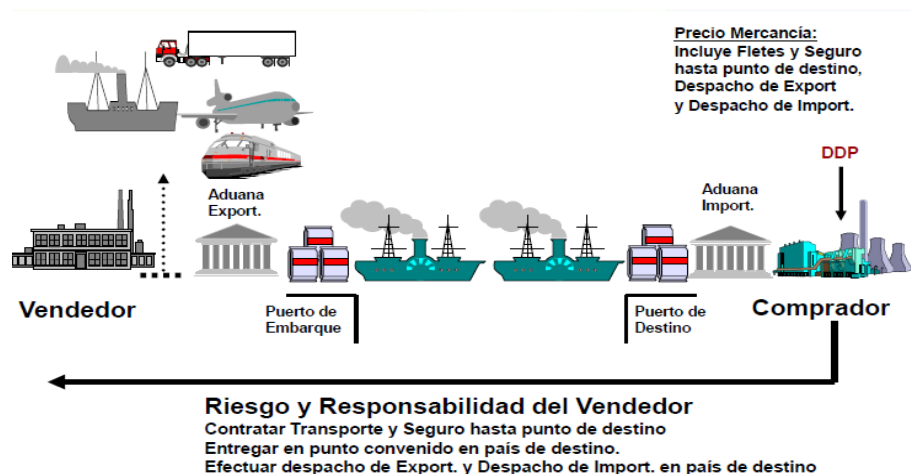 Precio Mercancía:
Incluye Fletes y Seguro
hasta punto de destino,
Despacho de Export
y Despacho de Import.
DDP
Aduana
Export.
Aduana
Import.
Vendedor
Puerto de
Embarque
Puerto de
Destino
Comprador
Riesgo y Responsabilidad del Vendedor
Contratar Transporte y Seguro hasta punto de destino
Entregar en punto convenido en país de destino.
Efectuar despacho de Export. y Despacho de Import. en país de destino